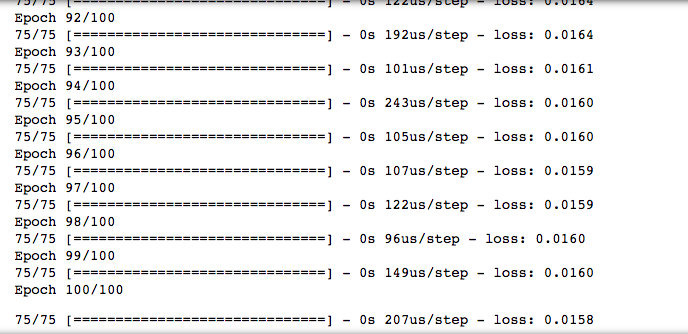 75/75 [==============================] - 0s 122us/step - loss: 0.0164
Epoch 92/100
75/75 [==============================] - 0s 192us/step - loss: 0.0164
Epoch 93/100
75/75 [==============================] - 0s 101us/step - loss: 0.0161
Epoch 94/100
75/75 [==============================] - 0s 243us/step - loss: 0.0160
Epoch 95/100
75/75 [==============================] - 0s 105us/step - loss: 0.0160
Epoch 96/100
75/75 [==============================] - 0s 107us/step - loss: 0.0159
Epoch 97/100
75/75 [==============================] - 0s 122us/step - loss: 0.0159
Epoch 98/100
75/75 [==============================] - 0s 96us/step - loss: 0.0160
Epoch 99/100
75/75 [==============================] - 0s 149us/step - loss: 0.0160
Epoch 100/100
75/75 [==============================] - 0s 207us/step - loss: 0.0158